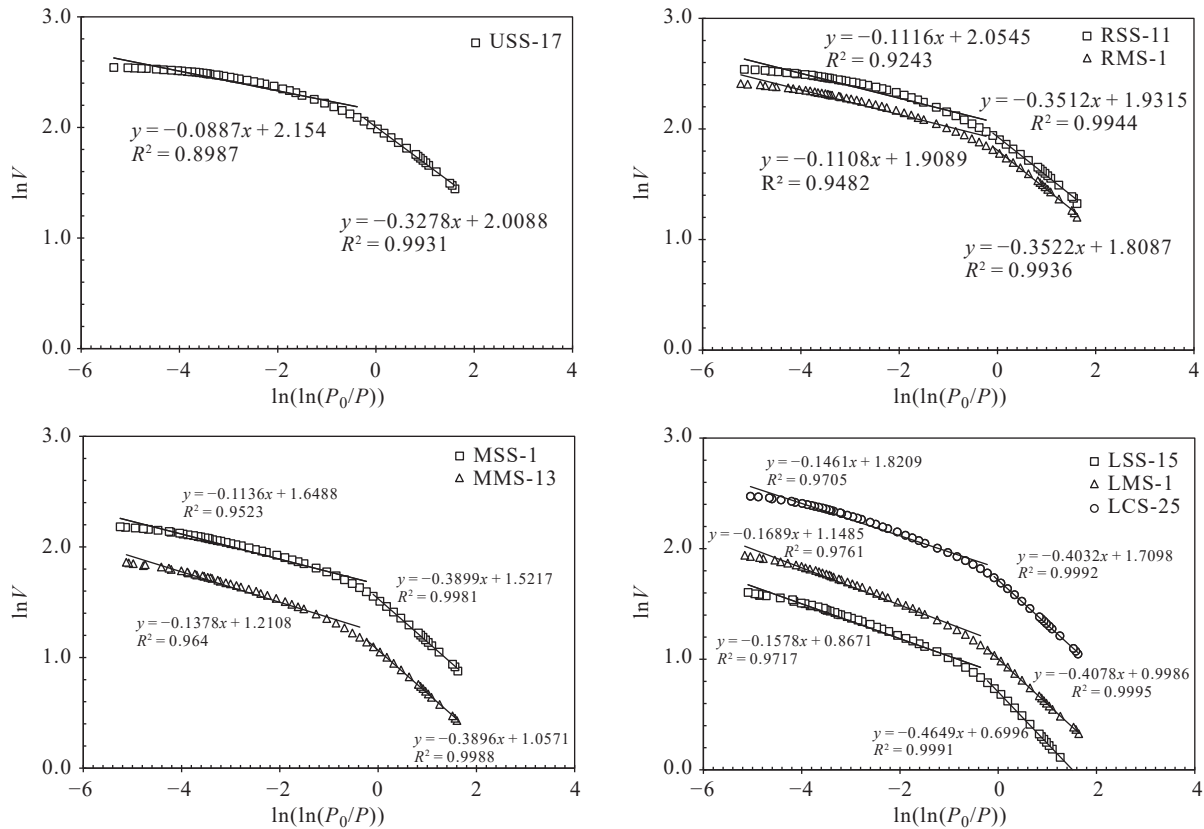 3.0
2.0
1.0
0.0
−6
−4
−2
0
2
4
lnV
ln(ln(P₀/P))
USS-17
y = −0.0887x + 2.154
R² = 0.8987
y = −0.3278x + 2.0088
R² = 0.9931
3.0
2.0
1.0
0.0
−6
−4
−2
0
2
4
lnV
ln(ln(P₀/P))
RSS-11
RMS-1
y = −0.1116x + 2.0545
R² = 0.9243
y = −0.3512x + 1.9315
R² = 0.9944
y = −0.1108x + 1.9089
R² = 0.9482
y = −0.3522x + 1.8087
R² = 0.9936
3.0
2.0
1.0
0.0
−6
−4
−2
0
2
4
lnV
ln(ln(P₀/P))
MSS-1
MMS-13
y = −0.1136x + 1.6488
R² = 0.9523
y = −0.3899x + 1.5217
R² = 0.9981
y = −0.1378x + 1.2108
R² = 0.964
y = −0.3896x + 1.0571
R² = 0.9988
3.0
2.0
1.0
0.0
−6
−4
−2
0
2
4
lnV
ln(ln(P₀/P))
LSS-15
LMS-1
LCS-25
y = −0.1461x + 1.8209
R² = 0.9705
y = −0.1689x + 1.1485
R² = 0.9761
y = −0.4032x + 1.7098
R² = 0.9992
y = −0.1578x + 0.8671
R² = 0.9717
y = −0.4078x + 0.9986
R² = 0.9995
y = −0.4649x + 0.6996
R² = 0.9991